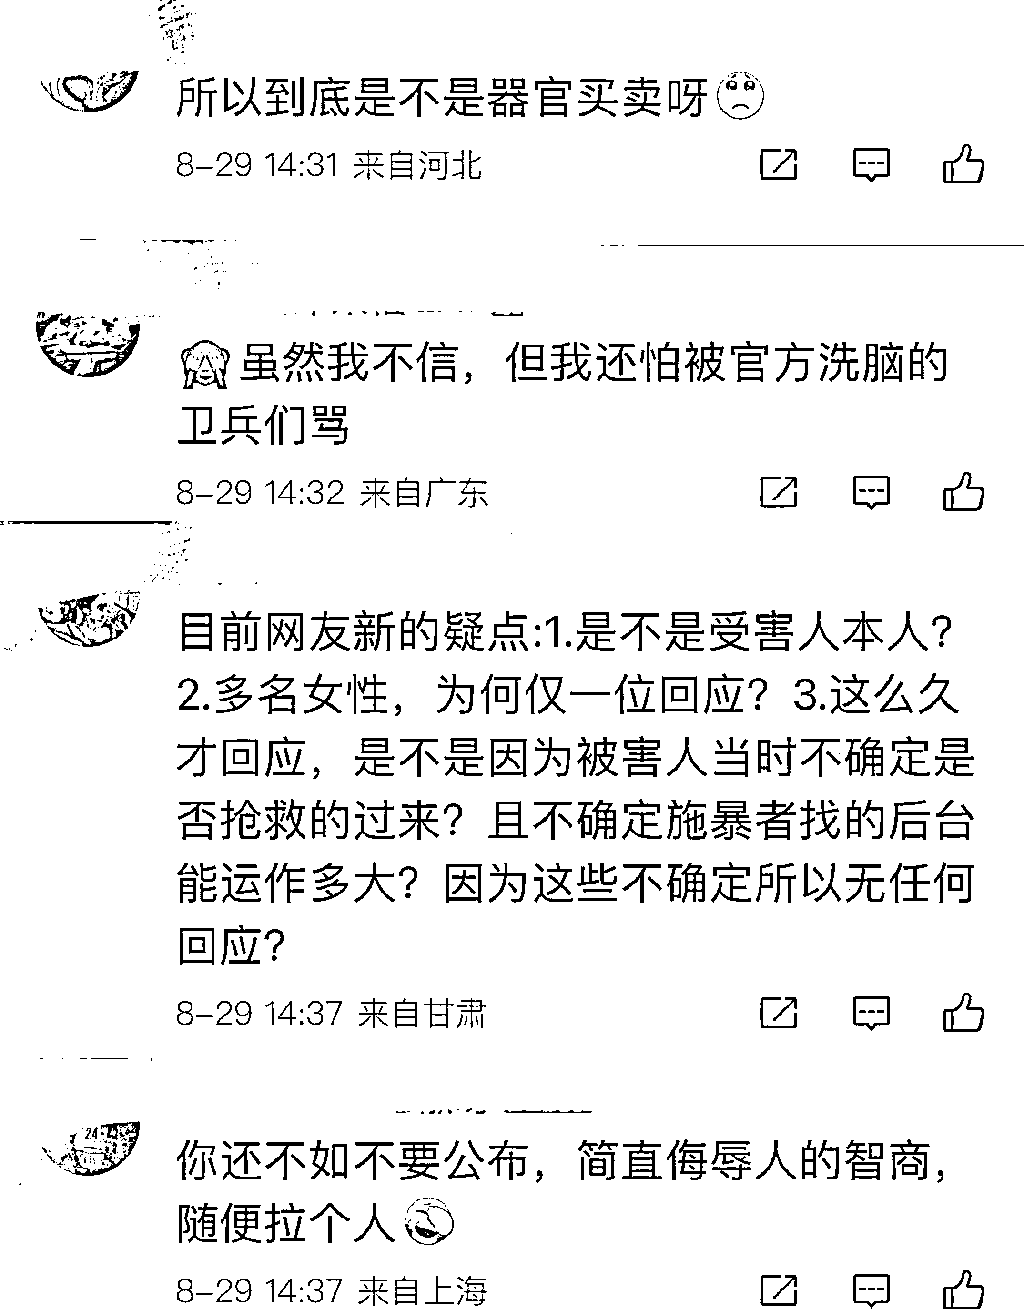 所以到底是不是器官买卖呀🥺
8-29 14:31 来自河北
🙈虽然我不信，但我还怕被官方洗脑的
卫兵们骂
8-29 14:32 来自广东
目前网友新的疑点:1.是不是受害人本人?
2.多名女性，为何仅一位回应? 3.这么久
才回应，是不是因为被害人当时不确定是
否抢救的过来? 且不确定施暴者找的后台
能运作多大? 因为这些不确定所以无任何
回应?
8-29 14:37 来自甘肃
24
你还不如不要公布，简直侮辱人的智商，
随便拉个人
8-29 14:37 来自上海